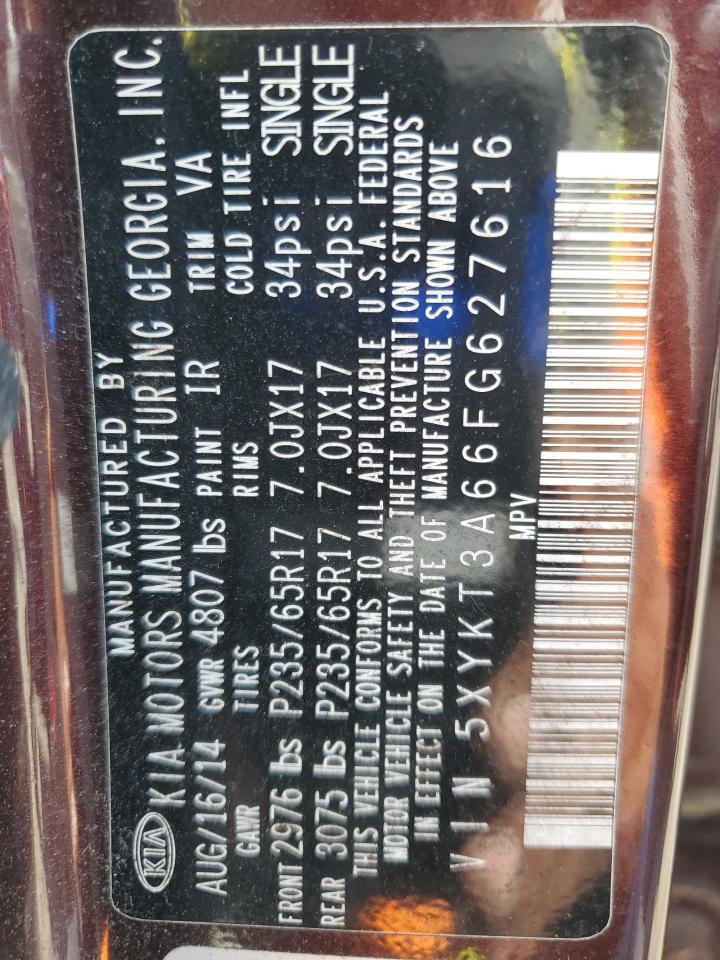 MANUFACTURED BY
KIA KIA MOTORS MANUFACTURING GEORGIA, INC.
AUG/16/14 GVWR 4807 lbs PAINT IR TRIM VA
GAWR TIRES RIMS COLD TIRE INFL
FRONT 2976 lbs P235/65R17 7.0JX17 34psi SINGLE
REAR 3075 lbs P235/65R17 7.0JX17 34psi SINGLE
THIS VEHICLE CONFORMS TO ALL APPLICABLE U.S.A. FEDERAL
MOTOR VEHICLE SAFETY AND THEFT PREVENTION STANDARDS
IN EFFECT ON THE DATE OF MANUFACTURE SHOWN ABOVE
VIN 5XYKT3A66FG627616
MPV